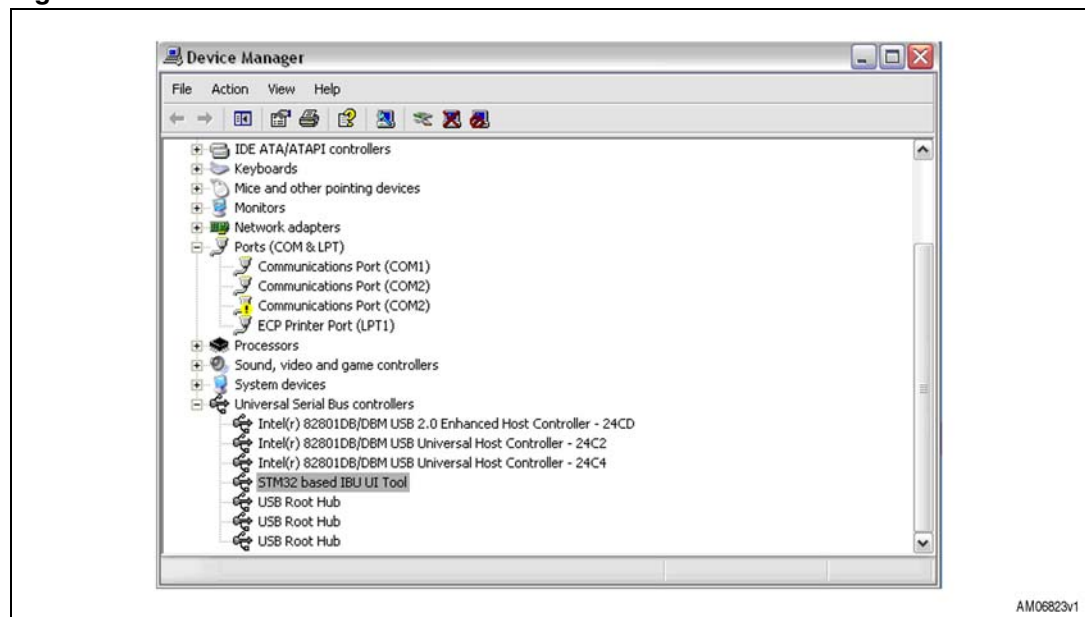 Device Manager
File Action View Help
IDE ATA/ATAPI controllers
Keyboards
Mice and other pointing devices
Monitors
Network adapters
Ports (COM & LPT)
Communications Port (COM1)
Communications Port (COM2)
Communications Port (COM2)
ECP Printer Port (LPT1)
Processors
Sound, video and game controllers
System devices
Universal Serial Bus controllers
Intel(r) 82801DB/DBM USB 2.0 Enhanced Host Controller - 24CD
Intel(r) 82801DB/DBM USB Universal Host Controller - 24C2
Intel(r) 82801DB/DBM USB Universal Host Controller - 24C4
STM32 based IBU UI Tool
USB Root Hub
USB Root Hub
USB Root Hub
AM06823v1